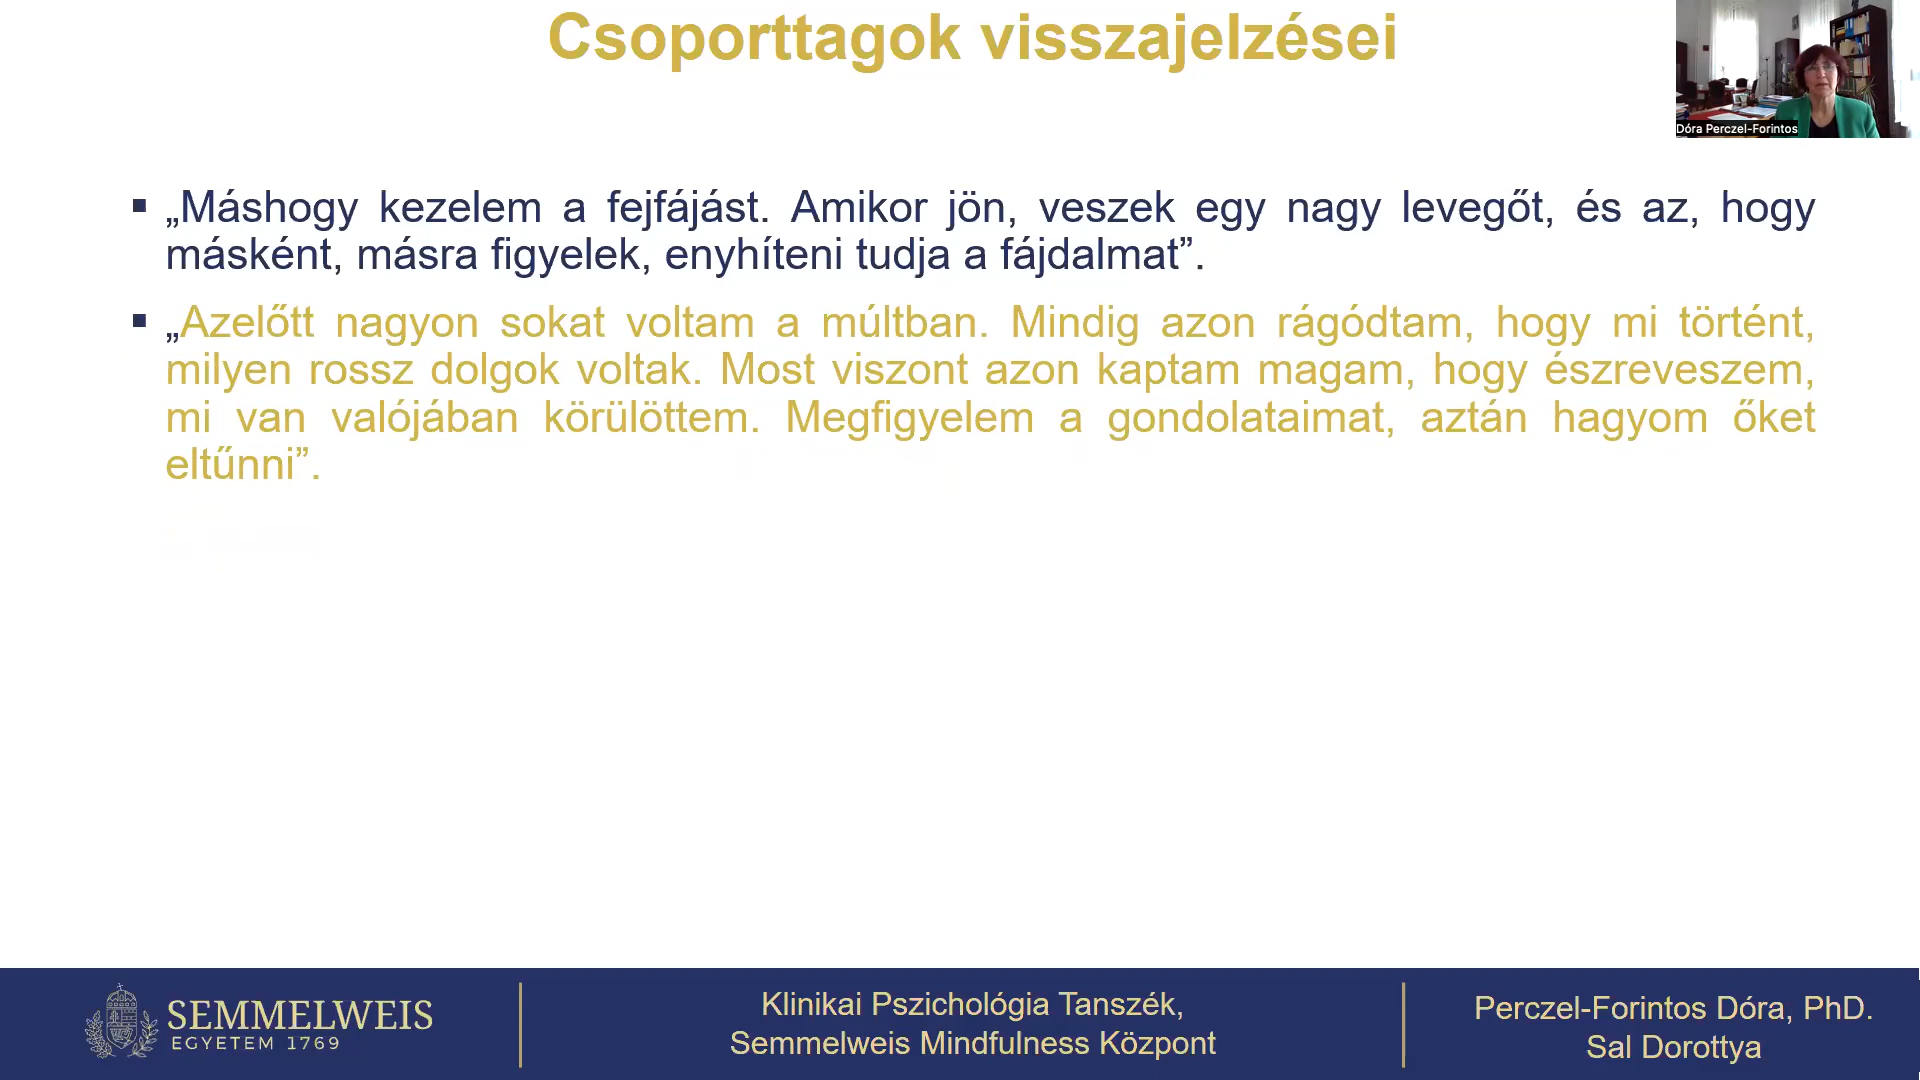 Csoporttagok visszajelzései
Dóra Perczel-Forintos
▪ „Máshogy kezelem a fejfájást. Amikor jön, veszek egy nagy levegőt, és az, hogy
másként, másra figyelek, enyhíteni tudja a fájdalmat”.
▪ „Azelőtt nagyon sokat voltam a múltban. Mindig azon rágódtam, hogy mi történt,
milyen rossz dolgok voltak. Most viszont azon kaptam magam, hogy észreveszem,
mi van valójában körülöttem. Megfigyelem a gondolataimat, aztán hagyom őket
eltűnni”.
SEMMELWEIS
EGYETEM 1769
Klinikai Pszichológia Tanszék,
Semmelweis Mindfulness Központ
Perczel-Forintos Dóra, PhD.
Sal Dorottya